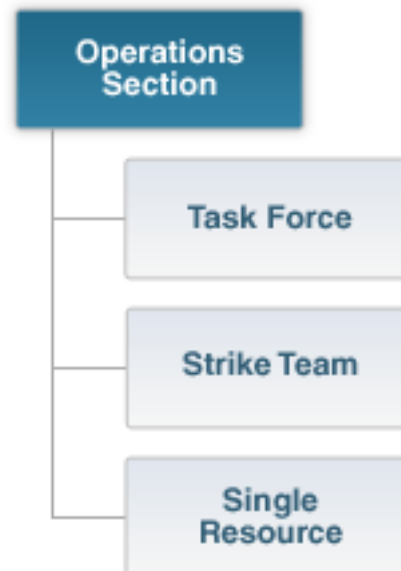 Operations
Section
Task Force
Strike Team
Single
Resource